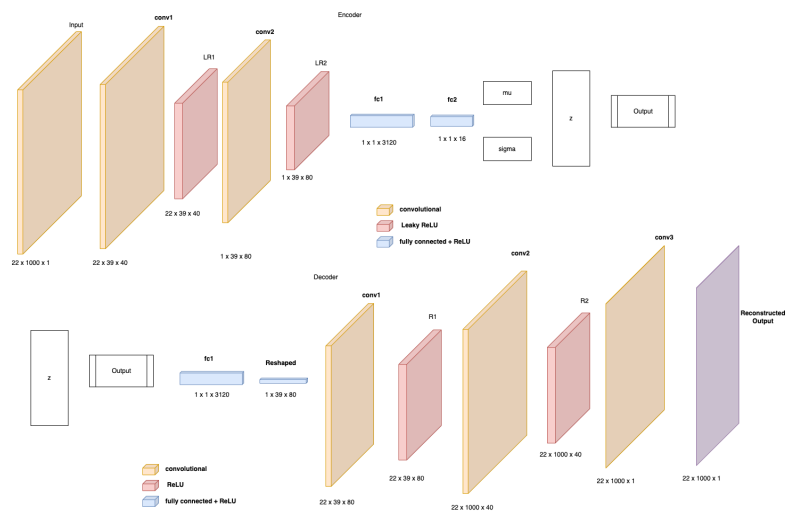 Encoder
Input
conv1
LR1
conv2
LR2
fc1
fc2
mu
sigma
z
Output
22 x 1000 x 1
22 x 39 x 40
22 x 39 x 40
1 x 39 x 80
1 x 39 x 80
1 x 1 x 3120
1 x 1 x 16
convolutional
Leaky ReLU
fully connected + ReLU
Decoder
z
Output
fc1
Reshaped
conv1
R1
conv2
R2
conv3
Reconstructed
Output
1 x 1 x 3120
1 x 39 x 80
22 x 39 x 80
22 x 39 x 80
22 x 1000 x 40
22 x 1000 x 40
22 x 1000 x 1
22 x 1000 x 1
convolutional
ReLU
fully connected + ReLU